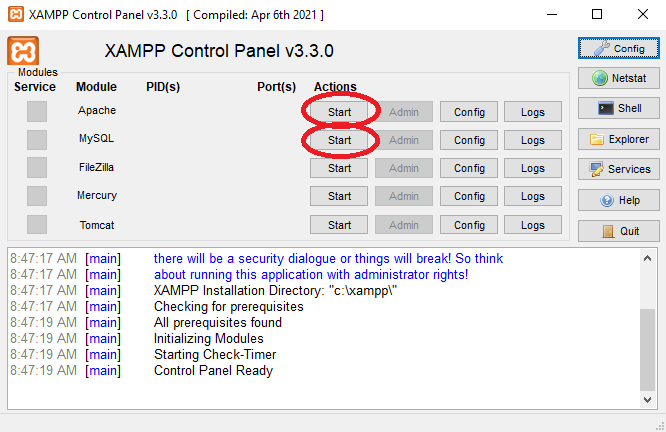 XAMPP Control Panel v3.3.0 [ Compiled: Apr 6th 2021 ]
XAMPP Control Panel v3.3.0
Config
Modules
Service Module PID(s) Port(s) Actions
Netstat
Apache Start Admin Config Logs
Shell
MySQL Start Admin Config Logs
Explorer
FileZilla Start Admin Config Logs
Services
Mercury Start Admin Config Logs
Help
Tomcat Start Admin Config Logs
Quit
8:47:17 AM [main] there will be a security dialogue or things will break! So think
8:47:17 AM [main] about running this application with administrator rights!
8:47:17 AM [main] XAMPP Installation Directory: "c:\xampp\"
8:47:17 AM [main] Checking for prerequisites
8:47:19 AM [main] All prerequisites found
8:47:19 AM [main] Initializing Modules
8:47:19 AM [main] Starting Check-Timer
8:47:19 AM [main] Control Panel Ready